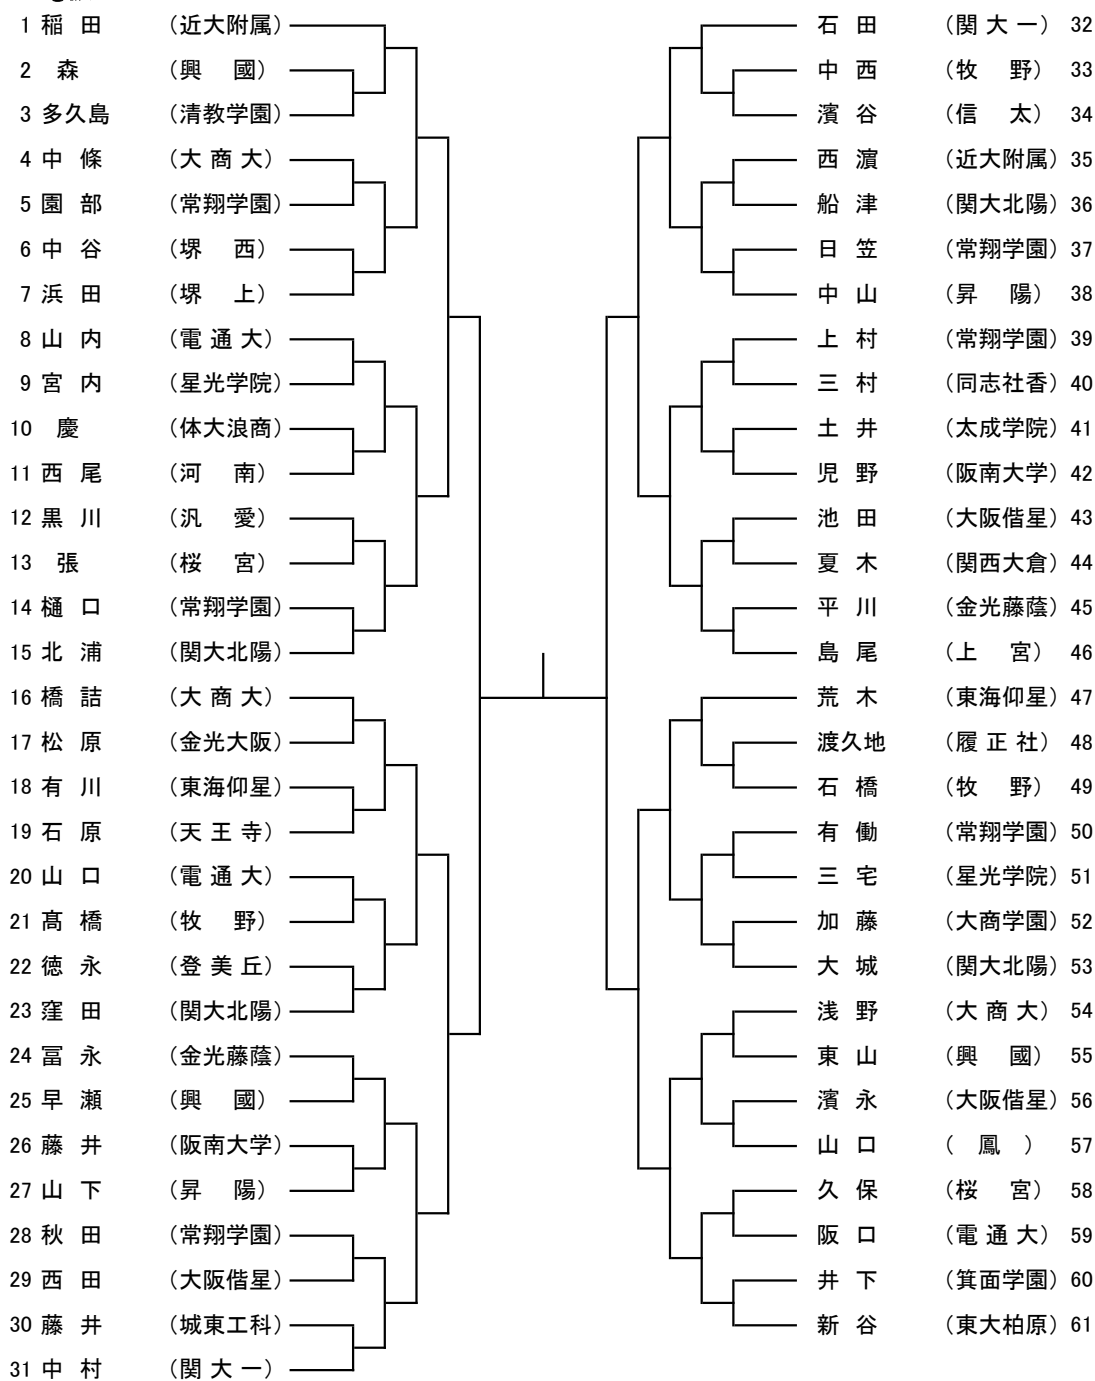 1 稲 田 (近大附属)
2 森 (興 國)
3 多久島 (清教学園)
4 中 條 (大 商 大)
5 園 部 (常翔学園)
6 中 谷 (堺 西)
7 浜 田 (堺 上)
8 山 内 (電 通 大)
9 宮 内 (星光学院)
10 慶 (体大浪商)
11 西 尾 (河 南)
12 黒 川 (汎 愛)
13 張 (桜 宮)
14 樋 口 (常翔学園)
15 北 浦 (関大北陽)
16 橋 詰 (大 商 大)
17 松 原 (金光大阪)
18 有 川 (東海仰星)
19 石 原 (天 王 寺)
20 山 口 (電 通 大)
21 髙 橋 (牧 野)
22 徳 永 (登 美 丘)
23 窪 田 (関大北陽)
24 冨 永 (金光藤蔭)
25 早 瀬 (興 國)
26 藤 井 (阪南大学)
27 山 下 (昇 陽)
28 秋 田 (常翔学園)
29 西 田 (大阪偕星)
30 藤 井 (城東工科)
31 中 村 (関 大 一)
石 田 (関 大 一) 32
中 西 (牧 野) 33
濱 谷 (信 太) 34
西 濵 (近大附属) 35
船 津 (関大北陽) 36
日 笠 (常翔学園) 37
中 山 (昇 陽) 38
上 村 (常翔学園) 39
三 村 (同志社香) 40
土 井 (太成学院) 41
児 野 (阪南大学) 42
池 田 (大阪偕星) 43
夏 木 (関西大倉) 44
平 川 (金光藤蔭) 45
島 尾 (上 宮) 46
荒 木 (東海仰星) 47
渡久地 (履 正 社) 48
石 橋 (牧 野) 49
有 働 (常翔学園) 50
三 宅 (星光学院) 51
加 藤 (大商学園) 52
大 城 (関大北陽) 53
浅 野 (大 商 大) 54
東 山 (興 國) 55
濱 永 (大阪偕星) 56
山 口 ( 鳳 ) 57
久 保 (桜 宮) 58
阪 口 (電 通 大) 59
井 下 (箕面学園) 60
新 谷 (東大柏原) 61